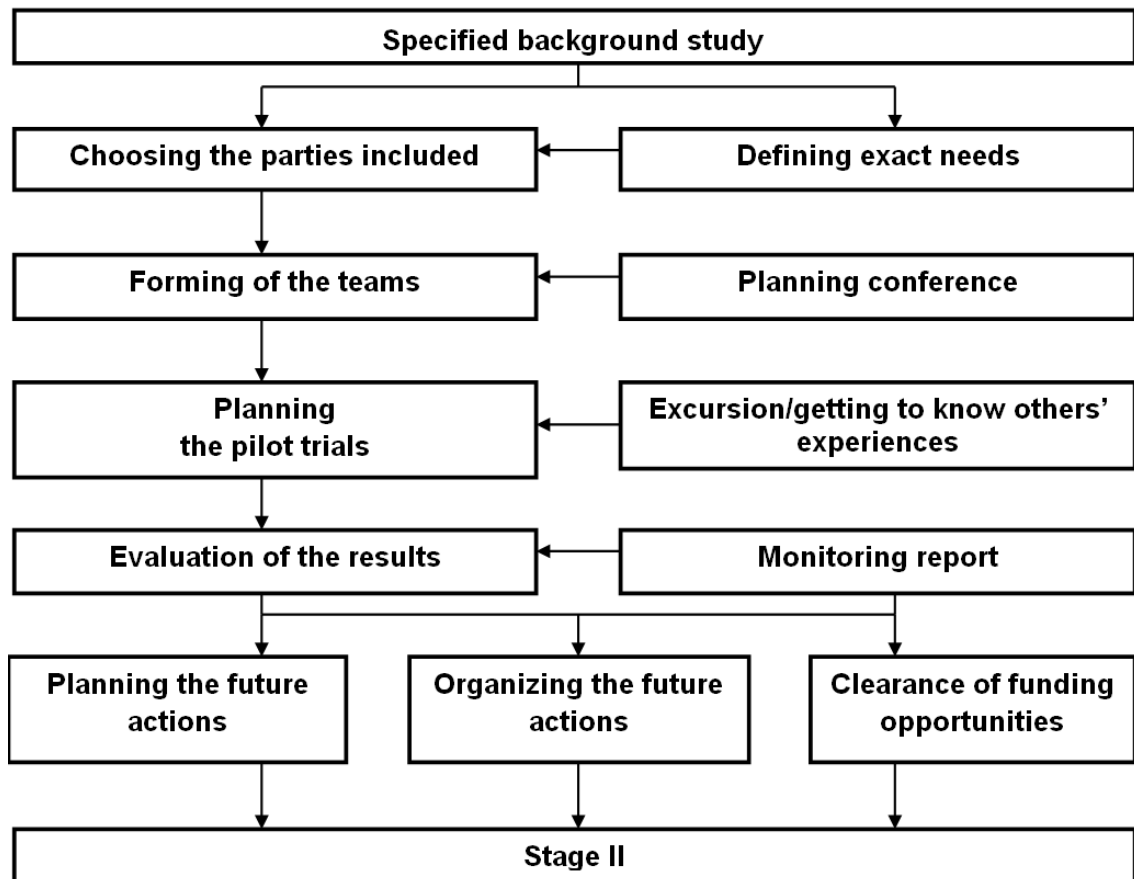 Specified background study
Choosing the parties included
Defining exact needs
Forming of the teams
Planning conference
Planning
the pilot trials
Excursion/getting to know others’
experiences
Evaluation of the results
Monitoring report
Planning the future
actions
Organizing the future
actions
Clearance of funding
opportunities
Stage II